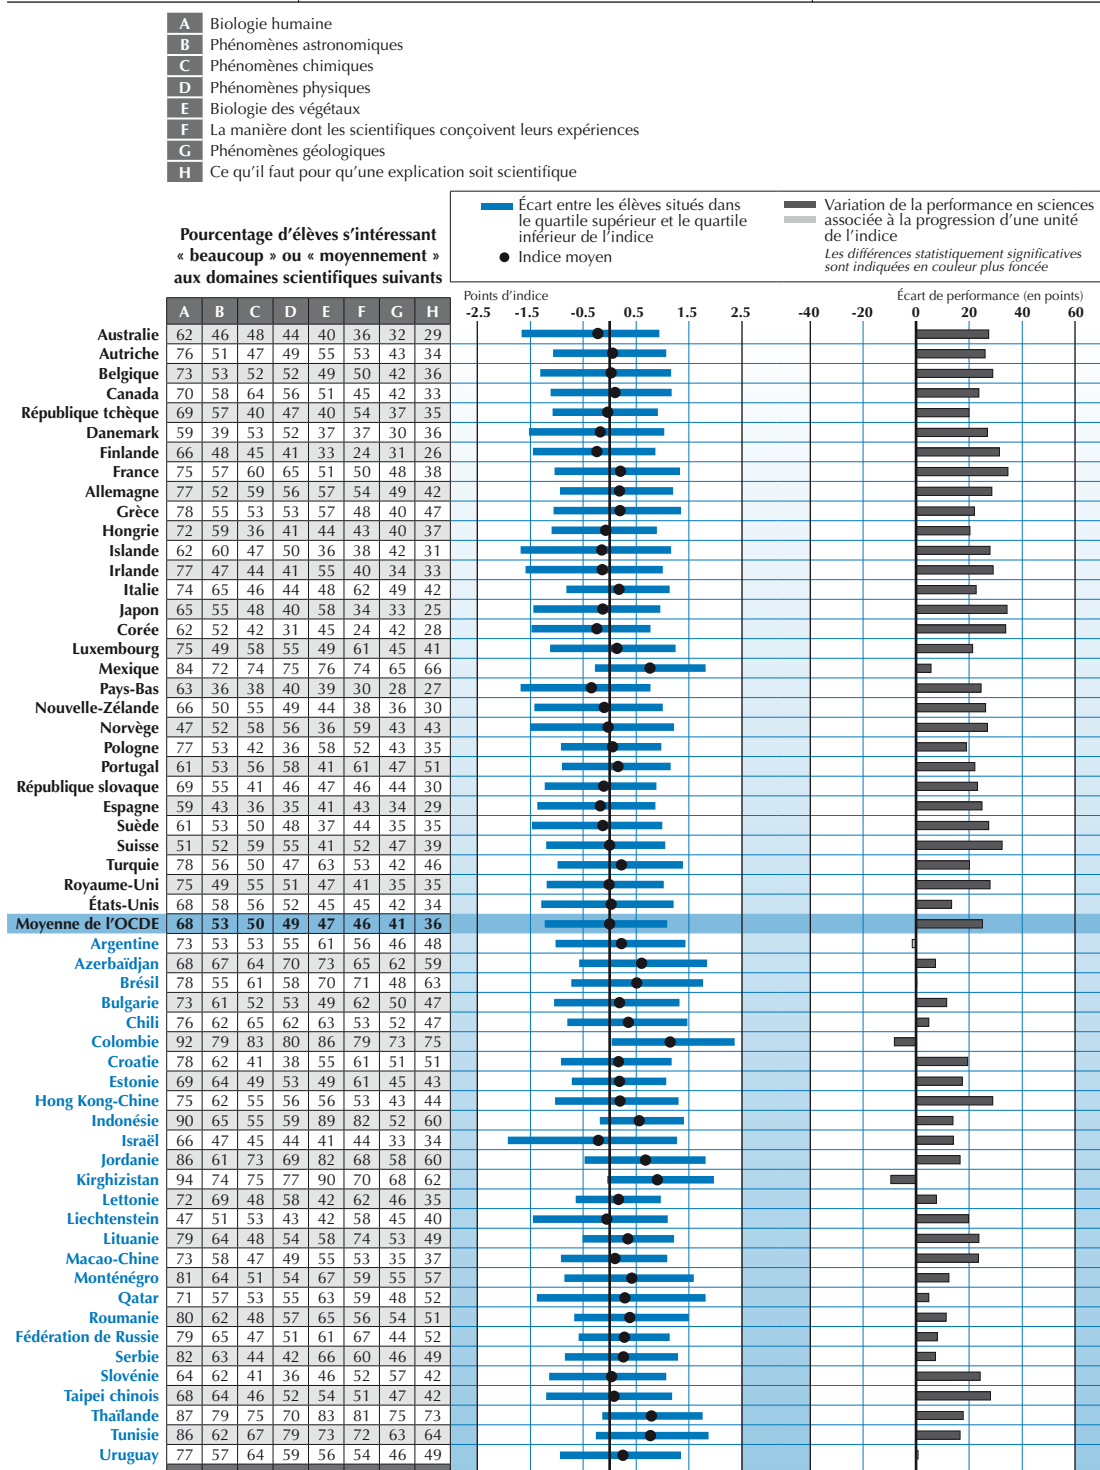 A Biologie humaine
B Phénomènes astronomiques
C Phénomènes chimiques
D Phénomènes physiques
E Biologie des végétaux
F La manière dont les scientifiques conçoivent leurs expériences
G Phénomènes géologiques
H Ce qu'il faut pour qu'une explication soit scientifique
Pourcentage d'élèves s'intéressant
« beaucoup » ou « moyennement »
aux domaines scientifiques suivants
Écart entre les élèves situés dans
le quartile supérieur et le quartile
inférieur de l'indice
Indice moyen
Variation de la performance en sciences
associée à la progression d'une unité
de l'indice
Les différences statistiquement significatives
sont indiquées en couleur plus foncée
Points d'indice Écart de performance (en points)
A B C D E F G H -2.5 -1.5 -0.5 0.5 1.5 2.5 -40 -20 0 20 40 60
Australie 62 46 48 44 40 36 32 29
Autriche 76 51 47 49 55 53 43 34
Belgique 73 53 52 52 49 50 42 36
Canada 70 58 64 56 51 45 42 33
République tchèque 69 57 40 47 40 54 37 35
Danemark 59 39 53 52 37 37 30 36
Finlande 66 48 45 41 33 24 31 26
France 75 57 60 65 51 50 48 38
Allemagne 77 52 59 56 57 54 49 42
Grèce 78 55 53 53 57 48 40 47
Hongrie 72 59 36 41 44 43 40 37
Islande 62 60 47 50 36 38 42 31
Irlande 77 47 44 41 55 40 34 33
Italie 74 65 46 44 48 62 49 42
Japon 65 55 48 40 58 34 33 25
Corée 62 52 42 31 45 24 42 28
Luxembourg 75 49 58 55 49 61 45 41
Mexique 84 72 74 75 76 74 65 66
Pays-Bas 63 36 38 40 39 30 28 27
Nouvelle-Zélande 66 50 55 49 44 38 36 30
Norvège 47 52 58 56 36 59 43 43
Pologne 77 53 42 36 58 52 43 35
Portugal 61 53 56 58 41 61 47 51
République slovaque 69 55 41 46 47 46 44 30
Espagne 59 43 36 35 41 43 34 29
Suède 61 53 50 48 37 44 35 35
Suisse 51 52 59 55 41 52 47 39
Turquie 78 56 50 47 63 53 42 46
Royaume-Uni 75 49 55 51 47 41 35 35
États-Unis 68 58 56 52 45 45 42 34
Moyenne de l'OCDE 68 53 50 49 47 46 41 36
Argentine 73 53 53 55 61 56 46 48
Azerbaïdjan 68 67 64 70 73 65 62 59
Brésil 78 55 61 58 70 71 48 63
Bulgarie 73 61 52 53 49 62 50 47
Chili 76 62 65 62 63 53 52 47
Colombie 92 79 83 80 86 79 73 75
Croatie 78 62 41 38 55 61 51 51
Estonie 69 64 49 53 49 61 45 43
Hong Kong-Chine 75 62 55 56 56 53 43 44
Indonésie 90 65 55 59 89 82 52 60
Israël 66 47 45 44 41 44 33 34
Jordanie 86 61 73 69 82 68 58 60
Kirghizistan 94 74 75 77 90 70 68 62
Lettonie 72 69 48 58 42 62 46 35
Liechtenstein 47 51 53 43 42 58 45 40
Lituanie 79 64 48 54 58 74 53 49
Macao-Chine 73 58 47 49 55 53 35 37
Monténégro 81 64 51 54 67 59 55 57
Qatar 71 57 53 55 63 59 48 52
Roumanie 80 62 48 57 65 56 54 51
Fédération de Russie 79 65 47 51 61 67 44 52
Serbie 82 63 44 42 66 60 46 49
Slovénie 64 62 41 36 46 52 57 42
Taipei chinois 68 64 46 52 54 51 47 42
Thaïlande 87 79 75 70 83 81 75 73
Tunisie 86 62 67 79 73 72 63 64
Uruguay 77 57 64 59 56 54 46 49